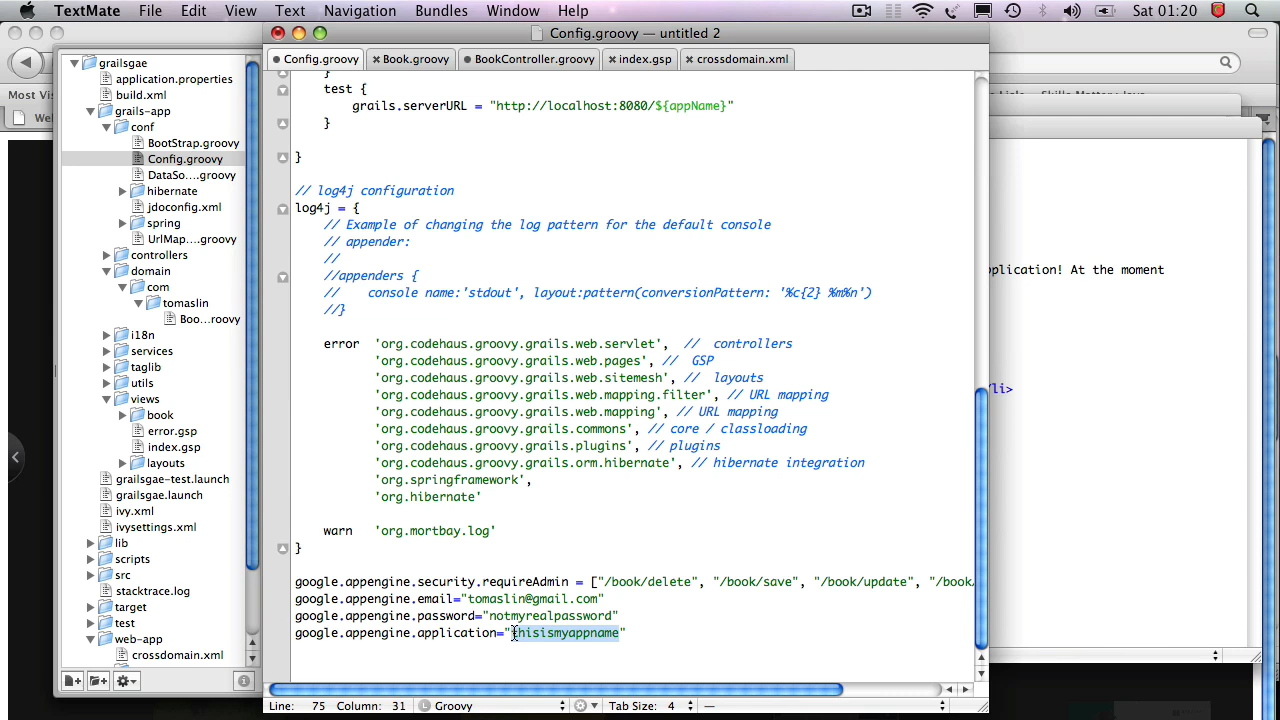 TextMate File Edit View Text Navigation Bundles Window Help Sat 01:20
Config.groovy — untitled 2
Config.groovy Book.groovy BookController.groovy index.gsp crossdomain.xml
Most Vis
grailsgae
application.properties
build.xml
grails-app
conf
BootStrap.groovy
Config.groovy
DataSo....groovy
hibernate
jdoconfig.xml
spring
UrlMap....groovy
controllers
domain
com
tomaslin
Boo...roovy
i18n
services
taglib
utils
views
book
error.gsp
index.gsp
layouts
grailsgae-test.launch
grailsgae.launch
ivy.xml
ivysettings.xml
lib
scripts
src
stacktrace.log
target
test
web-app
crossdomain.xml
}
test {
grails.serverURL = "http://localhost:8080/${appName}"
}
}
// log4j configuration
log4j = {
// Example of changing the log pattern for the default console
// appender:
//
//appenders {
// console name:'stdout', layout:pattern(conversionPattern: '%c{2} %m%n')
//}
error 'org.codehaus.groovy.grails.web.servlet', // controllers
'org.codehaus.groovy.grails.web.pages', // GSP
'org.codehaus.groovy.grails.web.sitemesh', // layouts
'org.codehaus.groovy.grails.web.mapping.filter', // URL mapping
'org.codehaus.groovy.grails.web.mapping', // URL mapping
'org.codehaus.groovy.grails.commons', // core / classloading
'org.codehaus.groovy.grails.plugins', // plugins
'org.codehaus.groovy.grails.orm.hibernate', // hibernate integration
'org.springframework',
'org.hibernate'
warn 'org.mortbay.log'
}
google.appengine.security.requireAdmin = ["/book/delete", "/book/save", "/book/update", "/book/
google.appengine.email="tomaslin@gmail.com"
google.appengine.password="notmyrealpassword"
google.appengine.application="thisismyappname"
plication! At the moment
/li>
Line: 75 Column: 31 Groovy Tab Size: 4 —